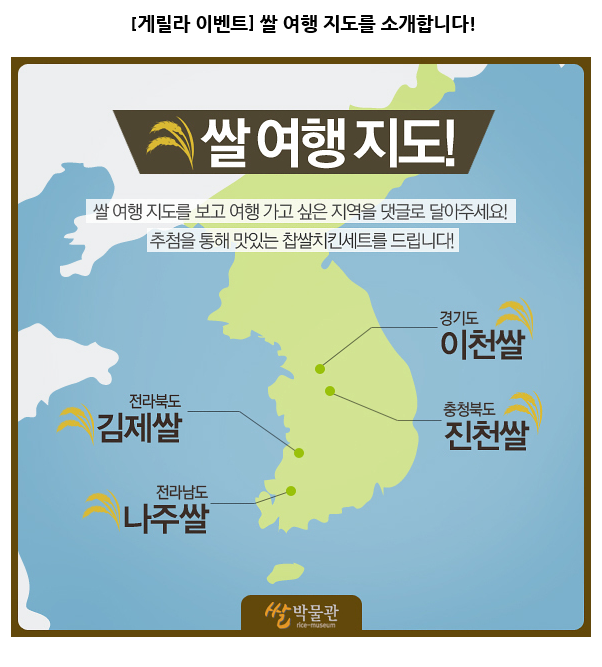 [게릴라 이벤트] 쌀 여행 지도를 소개합니다!
쌀 여행 지도!
쌀 여행 지도를 보고 여행 가고 싶은 지역을 댓글로 달아주세요!
추첨을 통해 맛있는 찹쌀치킨세트를 드립니다!
경기도
이천쌀
전라북도
김제쌀
충청북도
진천쌀
전라남도
나주쌀
쌀박물관
rice-museum